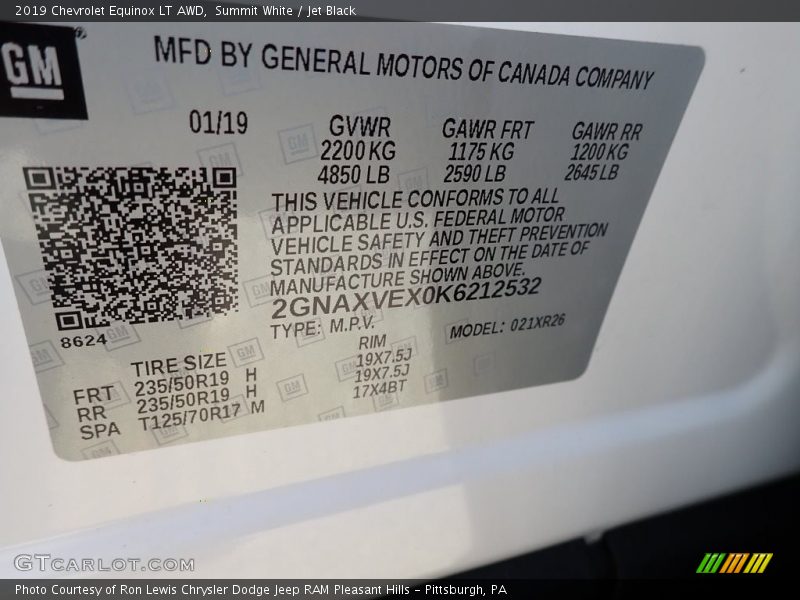 2019 Chevrolet Equinox LT AWD,  Summit White / Jet Black
GM
®
MFD BY GENERAL MOTORS OF CANADA COMPANY
01/19 GVWR GAWR FRT GAWR RR
2200 KG 1175 KG 1200 KG
4850 LB 2590 LB 2645 LB
THIS VEHICLE CONFORMS TO ALL
APPLICABLE U.S. FEDERAL MOTOR
VEHICLE SAFETY AND THEFT PREVENTION
STANDARDS IN EFFECT ON THE DATE OF
MANUFACTURE SHOWN ABOVE.
2GNAXVEX0K6212532
8624 TYPE: M.P.V. MODEL: 021XR26
TIRE SIZE RIM
FRT 235/50R19 H 19X7.5J
RR 235/50R19 H 19X7.5J
SPA T125/70R17 M 17X4BT
GTCARLOT.COM
Photo Courtesy of Ron Lewis Chrysler Dodge Jeep RAM Pleasant Hills – Pittsburgh, PA